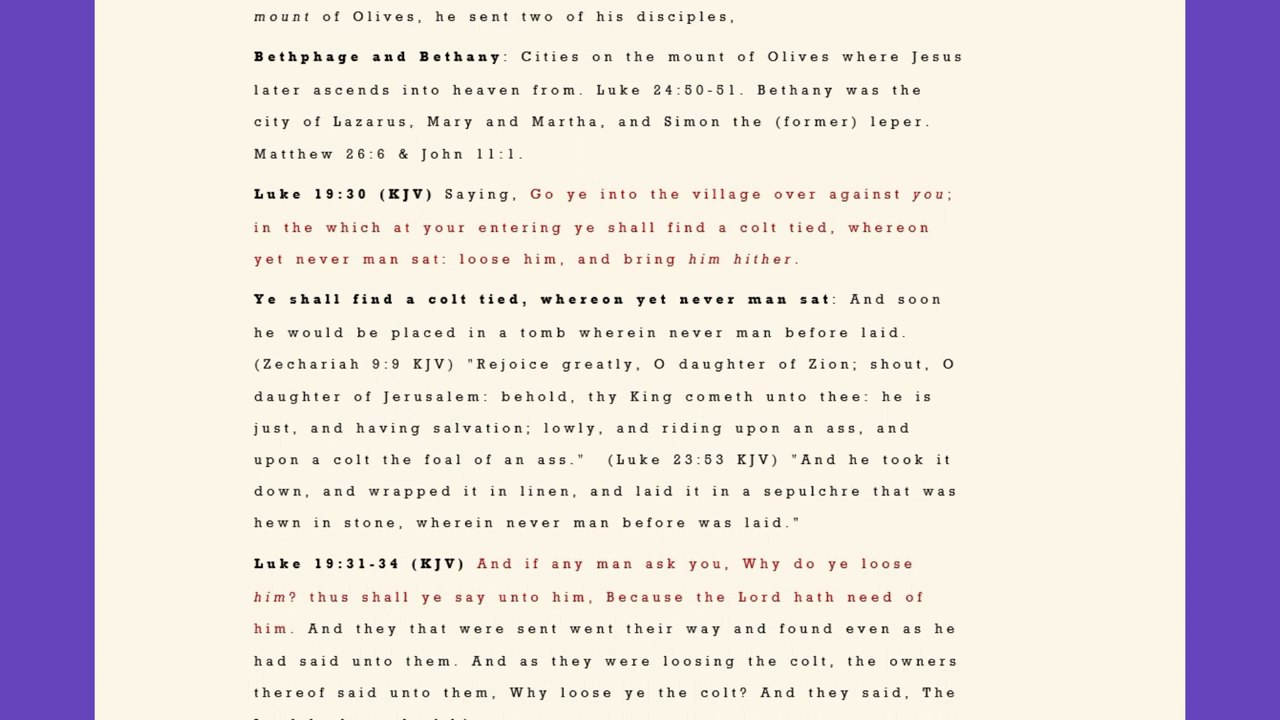 mount of Olives, he sent two of his disciples,
Bethphage and Bethany: Cities on the mount of Olives where Jesus
later ascends into heaven from. Luke 24:50-51. Bethany was the
city of Lazarus, Mary and Martha, and Simon the (former) leper.
Matthew 26:6 & John 11:1.
Luke 19:30 (KJV) Saying, Go ye into the village over against you;
in the which at your entering ye shall find a colt tied, whereon
yet never man sat: loose him, and bring him hither.
Ye shall find a colt tied, whereon yet never man sat: And soon
he would be placed in a tomb wherein never man before laid.
(Zechariah 9:9 KJV) "Rejoice greatly, O daughter of Zion; shout, O
daughter of Jerusalem: behold, thy King cometh unto thee: he is
just, and having salvation; lowly, and riding upon an ass, and
upon a colt the foal of an ass."  (Luke 23:53 KJV) "And he took it
down, and wrapped it in linen, and laid it in a sepulchre that was
hewn in stone, wherein never man before was laid."
Luke 19:31-34 (KJV) And if any man ask you, Why do ye loose
him? thus shall ye say unto him, Because the Lord hath need of
him. And they that were sent went their way and found even as he
had said unto them. And as they were loosing the colt, the owners
thereof said unto them, Why loose ye the colt? And they said, The